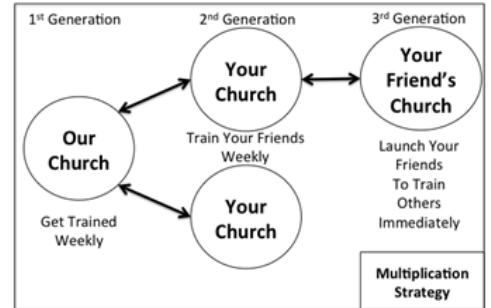 1st Generation
2nd Generation
3rd Generation
Our
Church
Get Trained
Weekly
Your
Church
Train Your Friends
Weekly
Your
Church
Your
Friend's
Church
Launch Your
Friends
To Train
Others
Immediately
Multiplication
Strategy